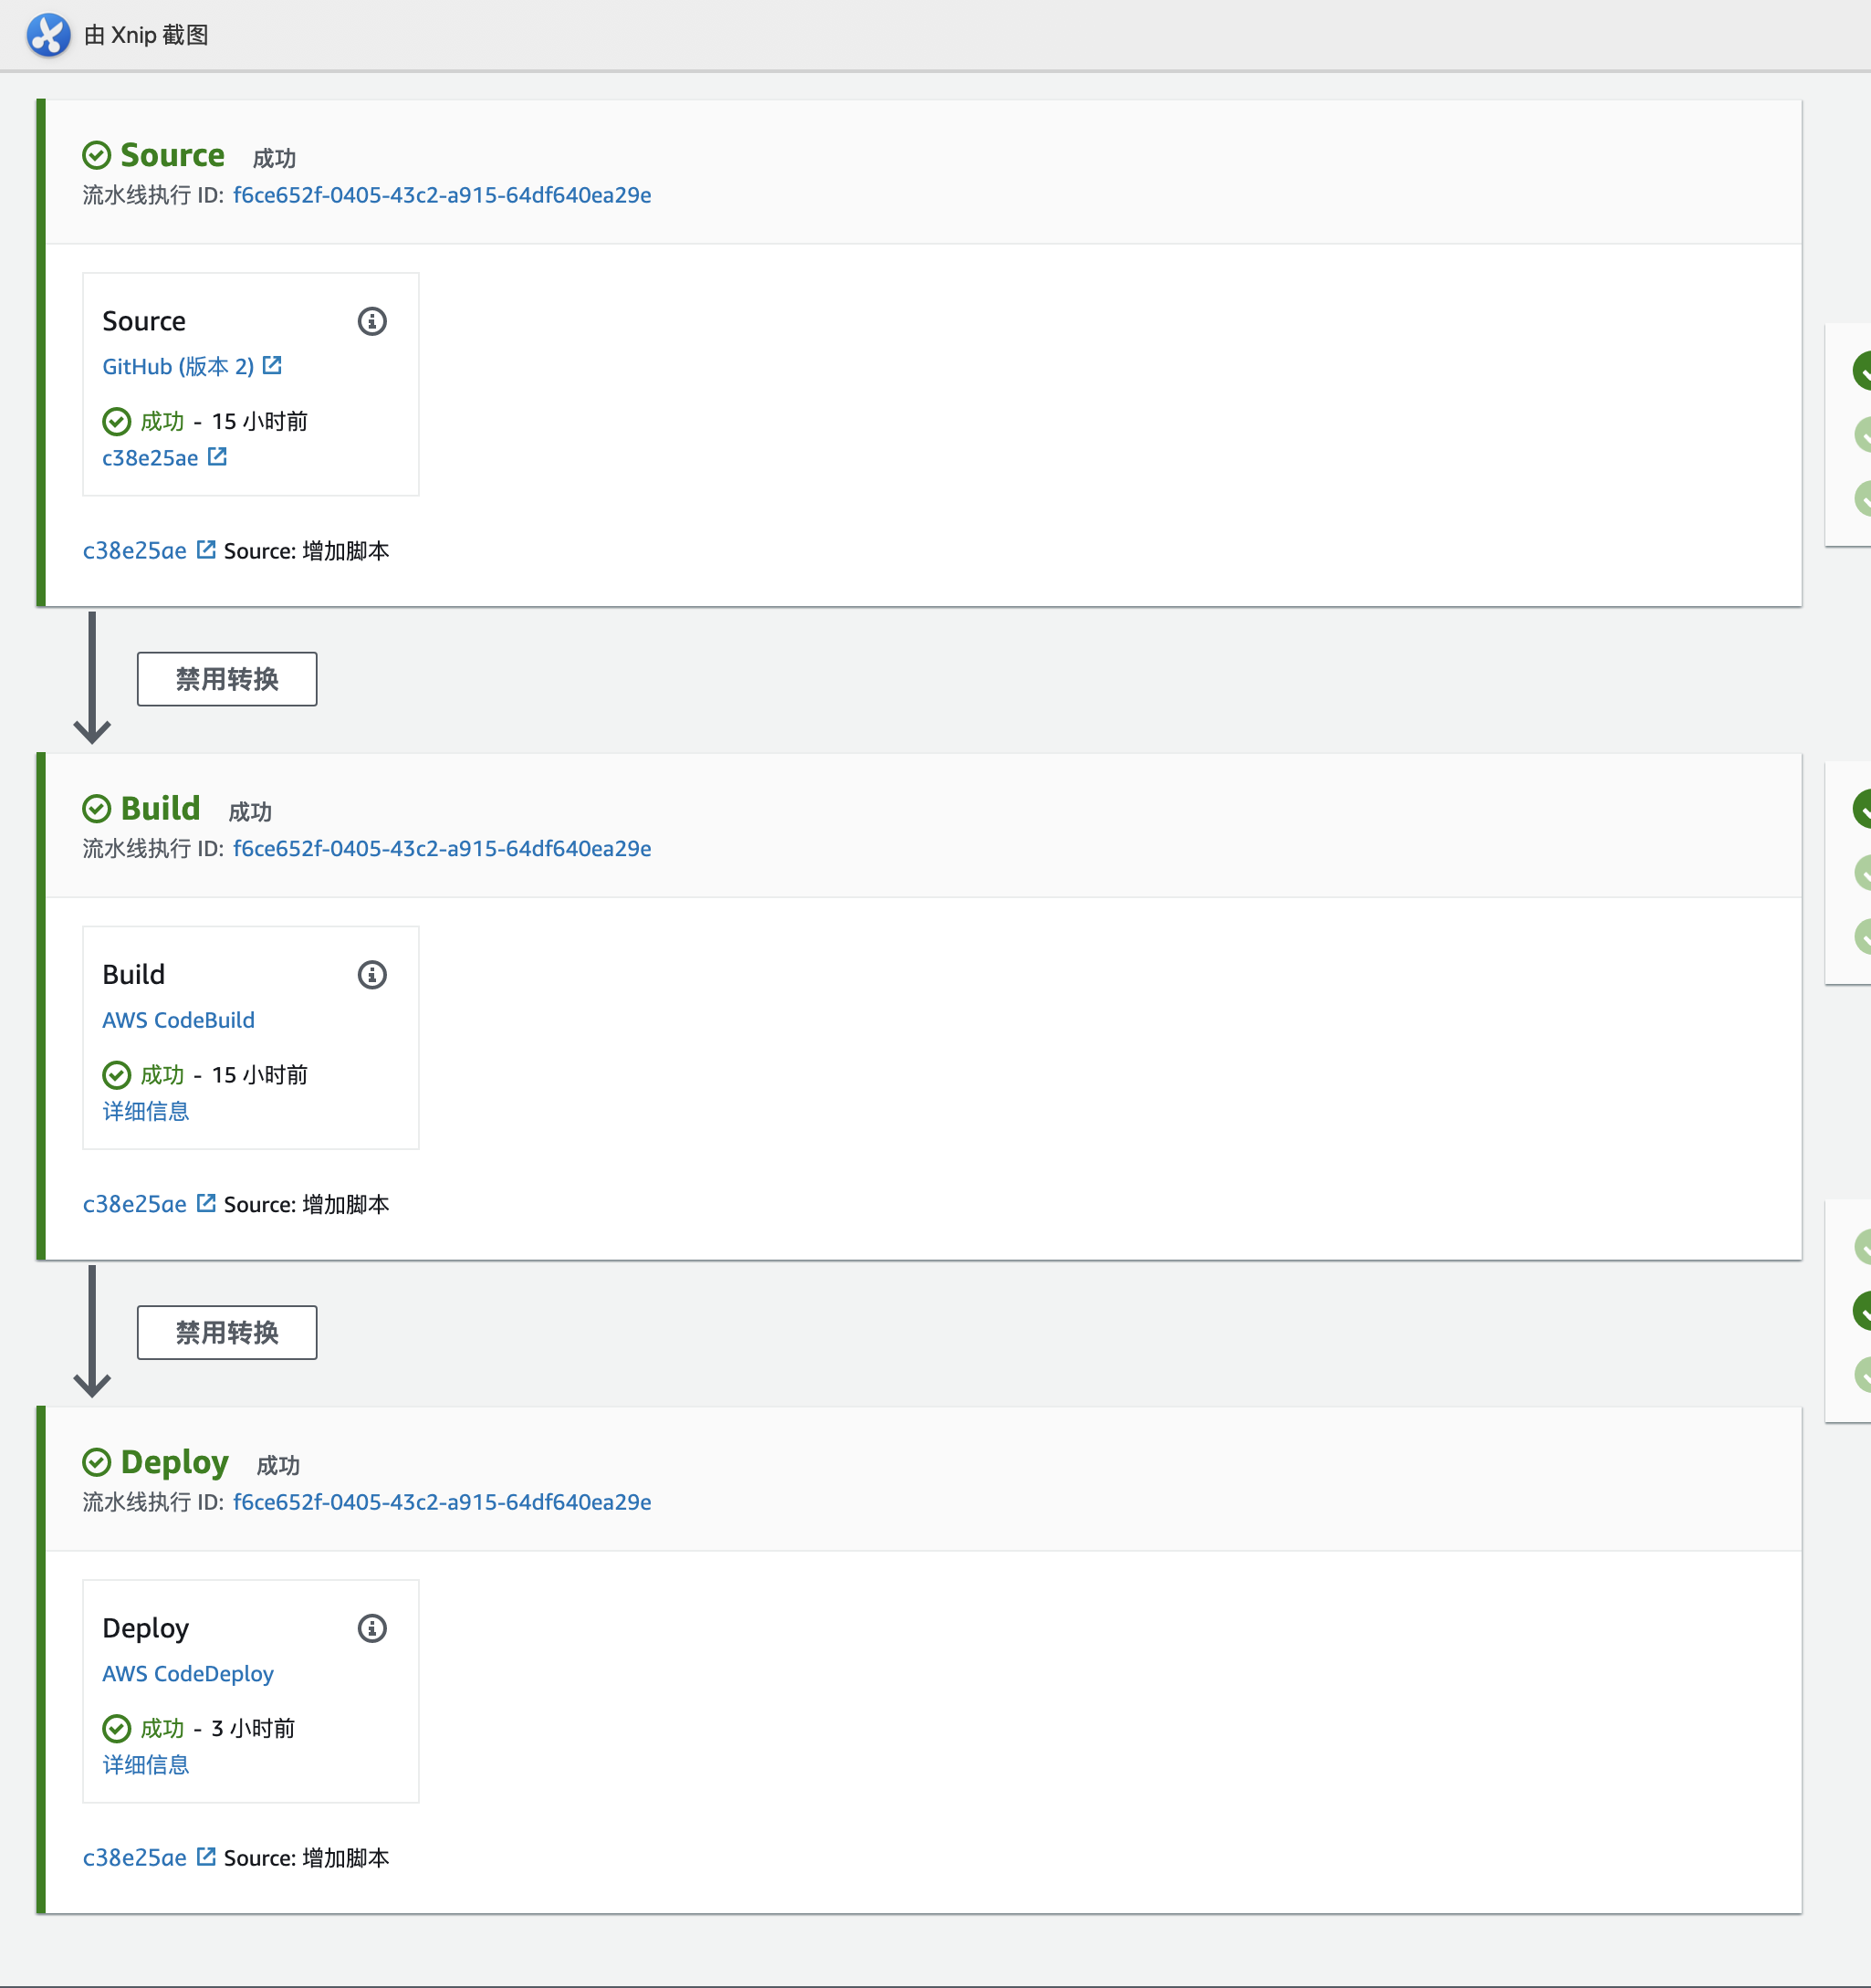 由 Xnip 截图
Source 成功
流水线执行 ID: f6ce652f-0405-43c2-a915-64df640ea29e
Source
GitHub (版本 2)
成功 - 15 小时前
c38e25ae
c38e25ae Source: 增加脚本
禁用转换
Build 成功
流水线执行 ID: f6ce652f-0405-43c2-a915-64df640ea29e
Build
AWS CodeBuild
成功 - 15 小时前
详细信息
c38e25ae Source: 增加脚本
禁用转换
Deploy 成功
流水线执行 ID: f6ce652f-0405-43c2-a915-64df640ea29e
Deploy
AWS CodeDeploy
成功 - 3 小时前
详细信息
c38e25ae Source: 增加脚本